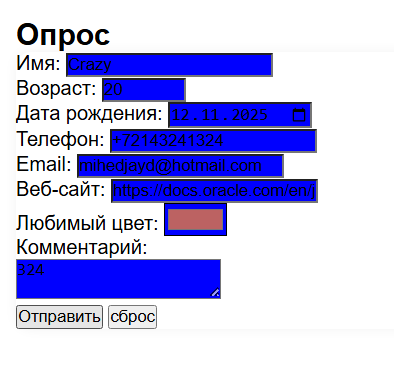 Опрос
Имя: Crazy
Возраст: 20
Дата рождения: 12.11.2025
Телефон: +72143241324
Email: mihediayd@hotmail.com
Веб-сайт: https://docs.oracle.com/en/
Любимый цвет:
Комментарий:
324
Отправить сброс